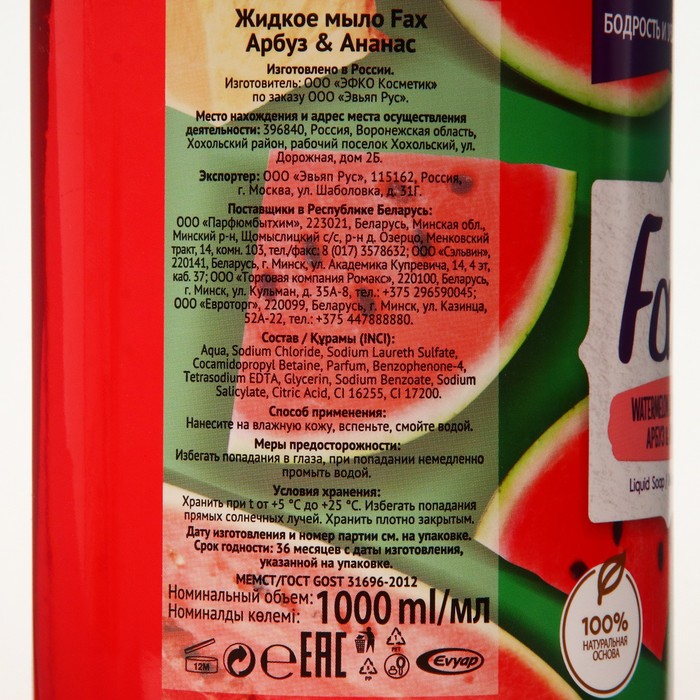 Жидкое мыло Fax
Арбуз & Ананас
Изготовлено в России.
Изготовитель: ООО «ЭФКО Косметик»
по заказу ООО «Эвьяп Рус».
Место нахождения и адрес места осуществления
деятельности: 396840, Россия, Воронежская область,
Хохольский район, рабочий поселок Хохольский, ул.
Дорожная, дом 2Б.
Экспортер: ООО «Эвьяп Рус», 115162, Россия,
г. Москва, ул. Шаболовка, д. 31Г.
Поставщики в Республике Беларусь:
ООО «Парфюмбытхим», 223021, Беларусь, Минская обл.,
Минский р-н, Щомыслицкий с/с, р-н д. Озерцо, Менковский
тракт, 14, комн. 103, тел./факс 8 (017) 3578632; ООО «Сэльвин»,
220141, Беларусь, г. Минск, ул. Академика Купревича, 14, 4 эт,
каб. 37; ООО «Торговая компания Ромакс», 220100, Беларусь,
г. Минск, ул. Кульман, д. 35А-8, тел.: +375 296590045;
ООО «Евроторг», 220099, Беларусь, г. Минск, ул. Казинца,
52А-22, тел.: +375 447888880.
Состав / Құрамы (INCI):
Aqua, Sodium Chloride, Sodium Laureth Sulfate,
Cocamidopropyl Betaine, Parfum, Benzophenone-4,
Tetrasodium EDTA, Glycerin, Sodium Benzoate, Sodium
Salicylate, Citric Acid, CI 16255, CI 17200.
Способ применения:
Нанесите на влажную кожу, вспеньте, смойте водой.
Меры предосторожности:
Избегать попадания в глаза, при попадании немедленно
промыть водой.
Условия хранения:
Хранить при t от +5 °C до +25 °C. Избегать попадания
прямых солнечных лучей. Хранить плотно закрытым.
Дату изготовления и номер партии см. на упаковке.
Срок годности: 36 месяцев с даты изготовления,
указанной на упаковке.
МЕМСТ/ГОСТ GOST 31696-2012
Номинальный объем:
Номиналды көлемі:
1000 ml/мл
12M
EAC
PET
PP
Evyap
БОДРОСТЬ И
Fa
WATERMELON
АРБУЗ &
Liquid Soap
100%
НАТУРАЛЬНАЯ
ОСНОВА